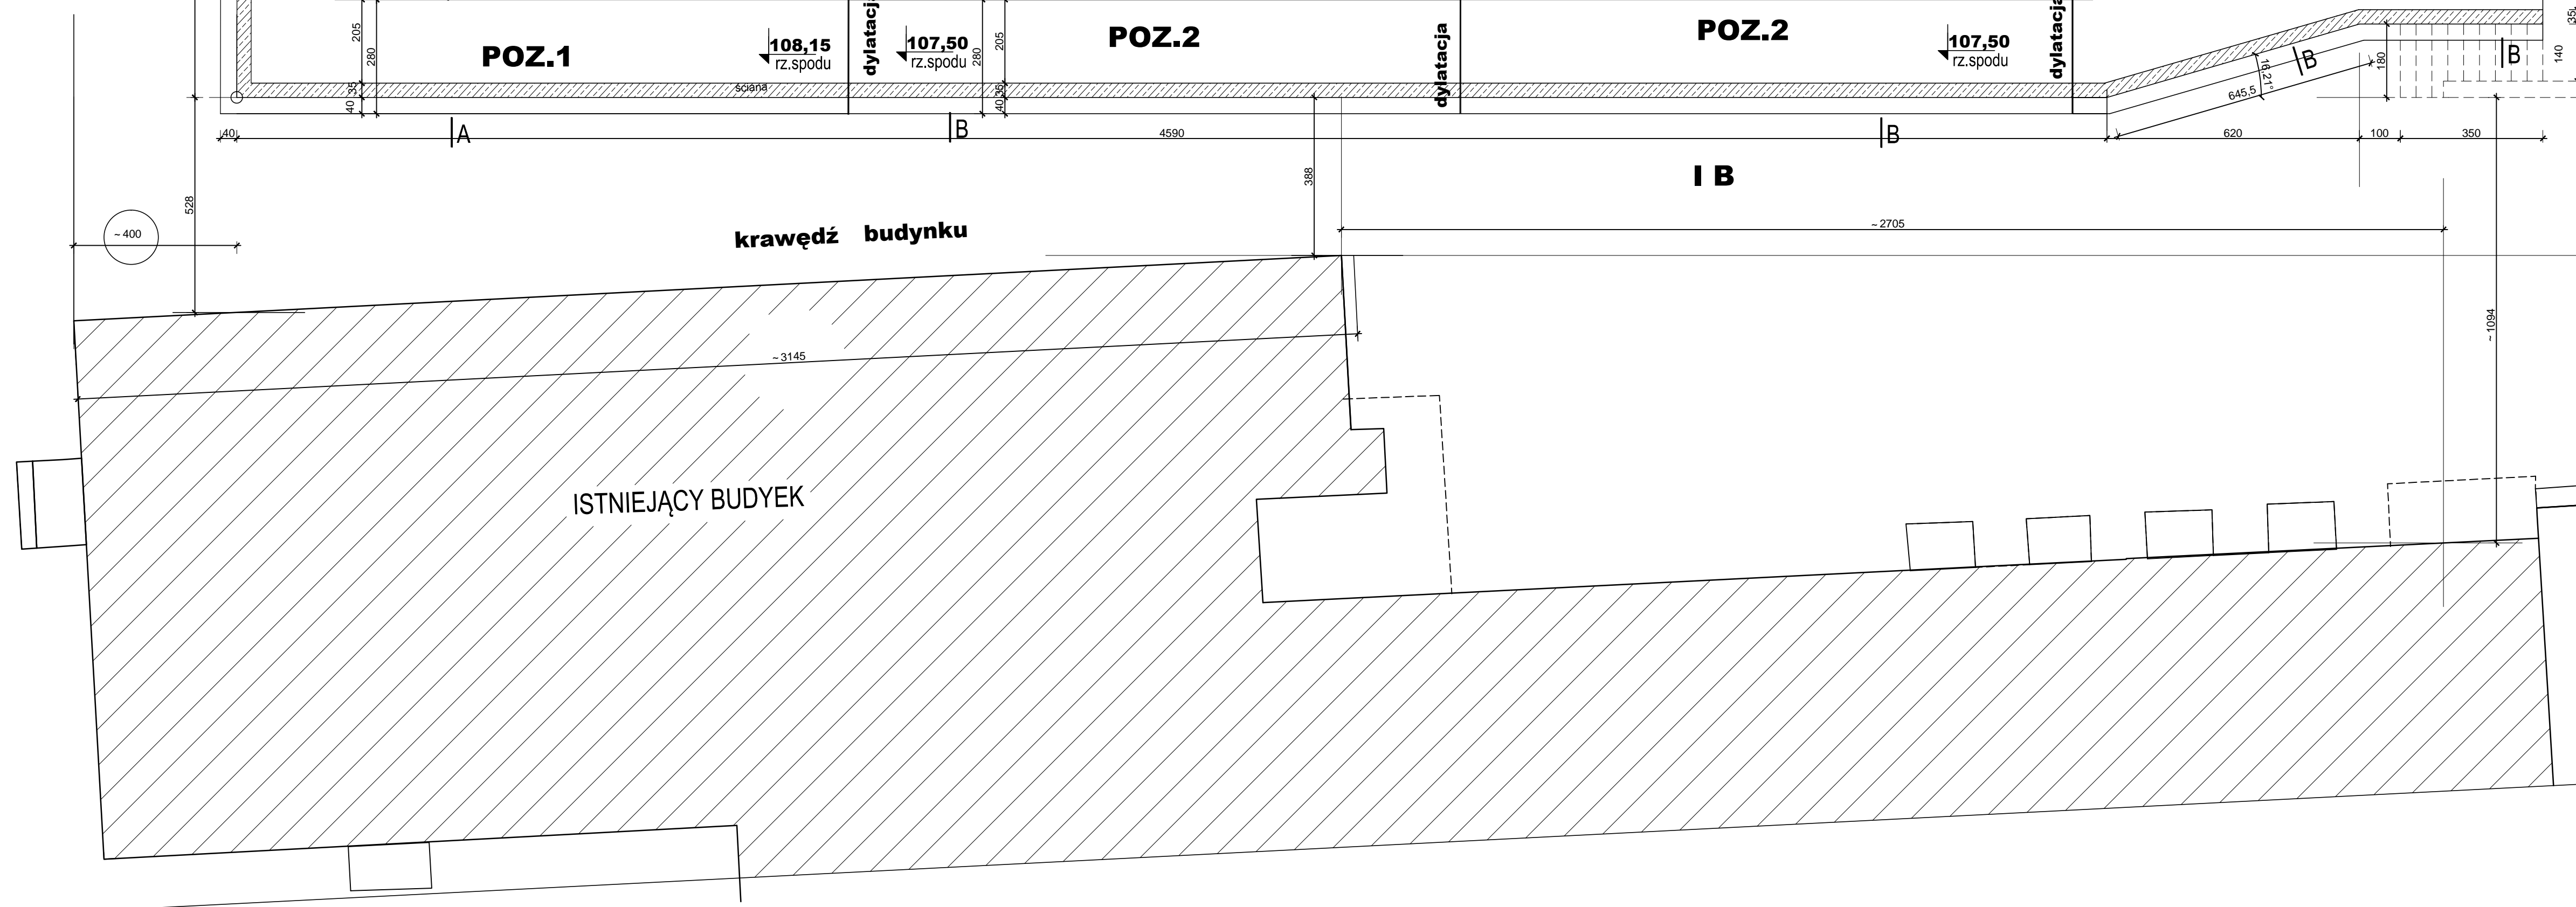 205
280
35
40
POZ.1
108,15
rz.spodu
dylatacja
107,50
rz.spodu
280
205
35
40
POZ.2
dylatacja
POZ.2
107,50
rz.spodu
dylatacja
ściana
16,21°
645,5
B
180
B
35
140
40
A
B
4590
B
620
100
350
528
388
I B
~400
krawędź budynku
~2705
~1094
~3145
ISTNIEJĄCY BUDYEK